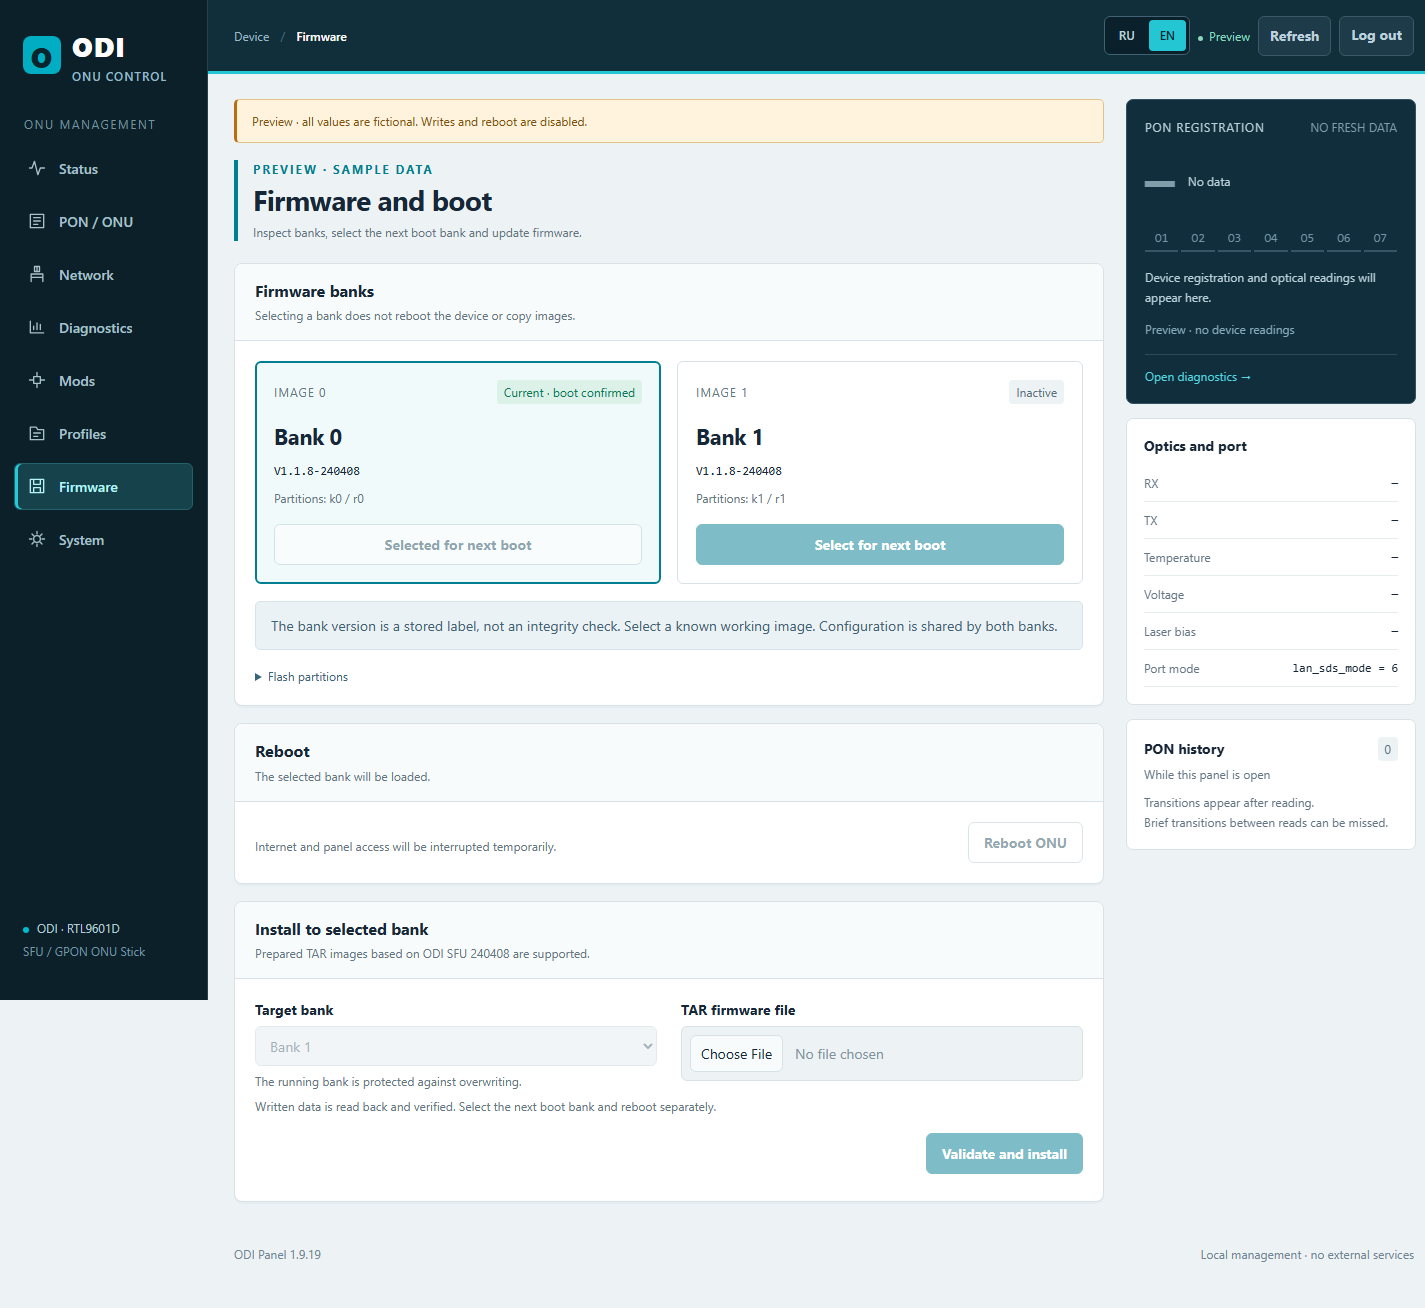 ODI
ONU CONTROL
ONU MANAGEMENT
Status
PON / ONU
Network
Diagnostics
Mods
Profiles
Firmware
System
ODI · RTL9601D
SFU / GPON ONU Stick
Device / Firmware
RU EN Preview Refresh Log out
Preview · all values are fictional. Writes and reboot are disabled.
PREVIEW · SAMPLE DATA
Firmware and boot
Inspect banks, select the next boot bank and update firmware.
Firmware banks
Selecting a bank does not reboot the device or copy images.
IMAGE 0 Current · boot confirmed
Bank 0
V1.1.8-240408
Partitions: k0 / r0
Selected for next boot
IMAGE 1 Inactive
Bank 1
V1.1.8-240408
Partitions: k1 / r1
Select for next boot
The bank version is a stored label, not an integrity check. Select a known working image. Configuration is shared by both banks.
Flash partitions
Reboot
The selected bank will be loaded.
Internet and panel access will be interrupted temporarily.
Reboot ONU
Install to selected bank
Prepared TAR images based on ODI SFU 240408 are supported.
Target bank
Bank 1
The running bank is protected against overwriting.
TAR firmware file
Choose File No file chosen
Written data is read back and verified. Select the next boot bank and reboot separately.
Validate and install
PON REGISTRATION NO FRESH DATA
No data
01 02 03 04 05 06 07
Device registration and optical readings will
appear here.
Preview · no device readings
Open diagnostics →
Optics and port
RX –
TX –
Temperature –
Voltage –
Laser bias –
Port mode lan_sds_mode = 6
PON history 0
While this panel is open
Transitions appear after reading.
Brief transitions between reads can be missed.
ODI Panel 1.9.19
Local management · no external services